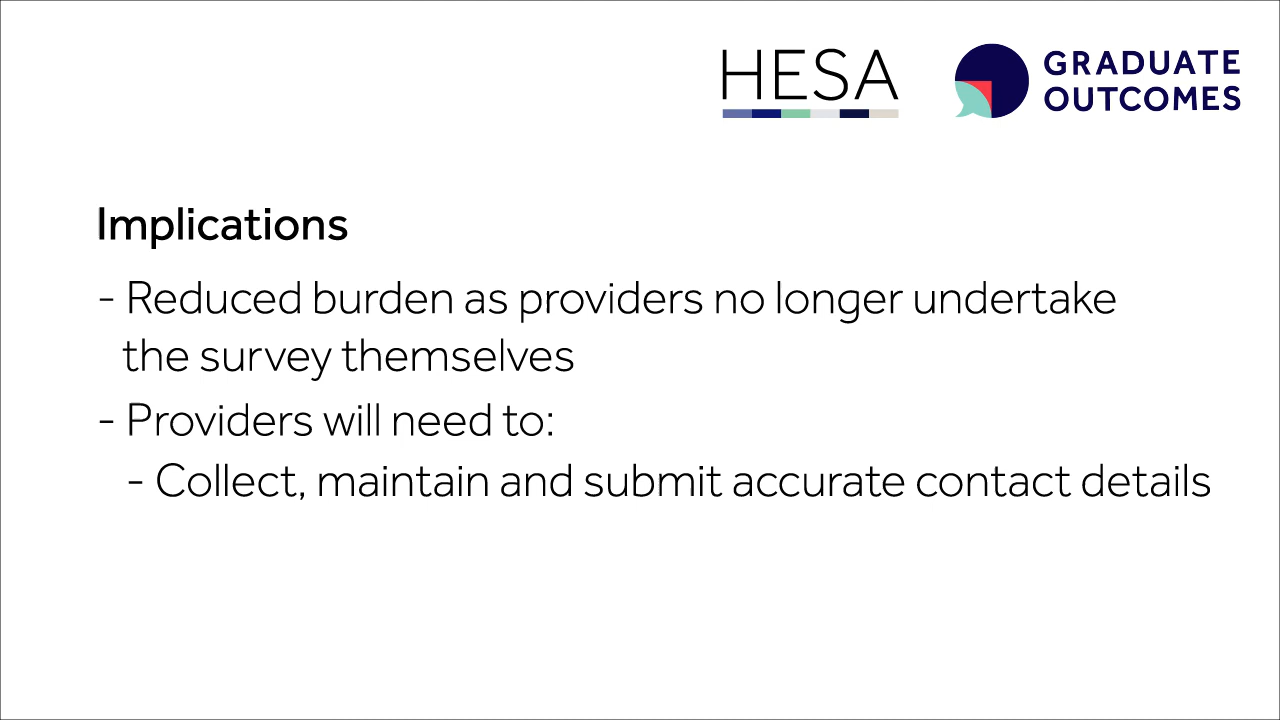 HESA
GRADUATE
OUTCOMES
Implications
- Reduced burden as providers no longer undertake
the survey themselves
- Providers will need to:
- Collect, maintain and submit accurate contact details